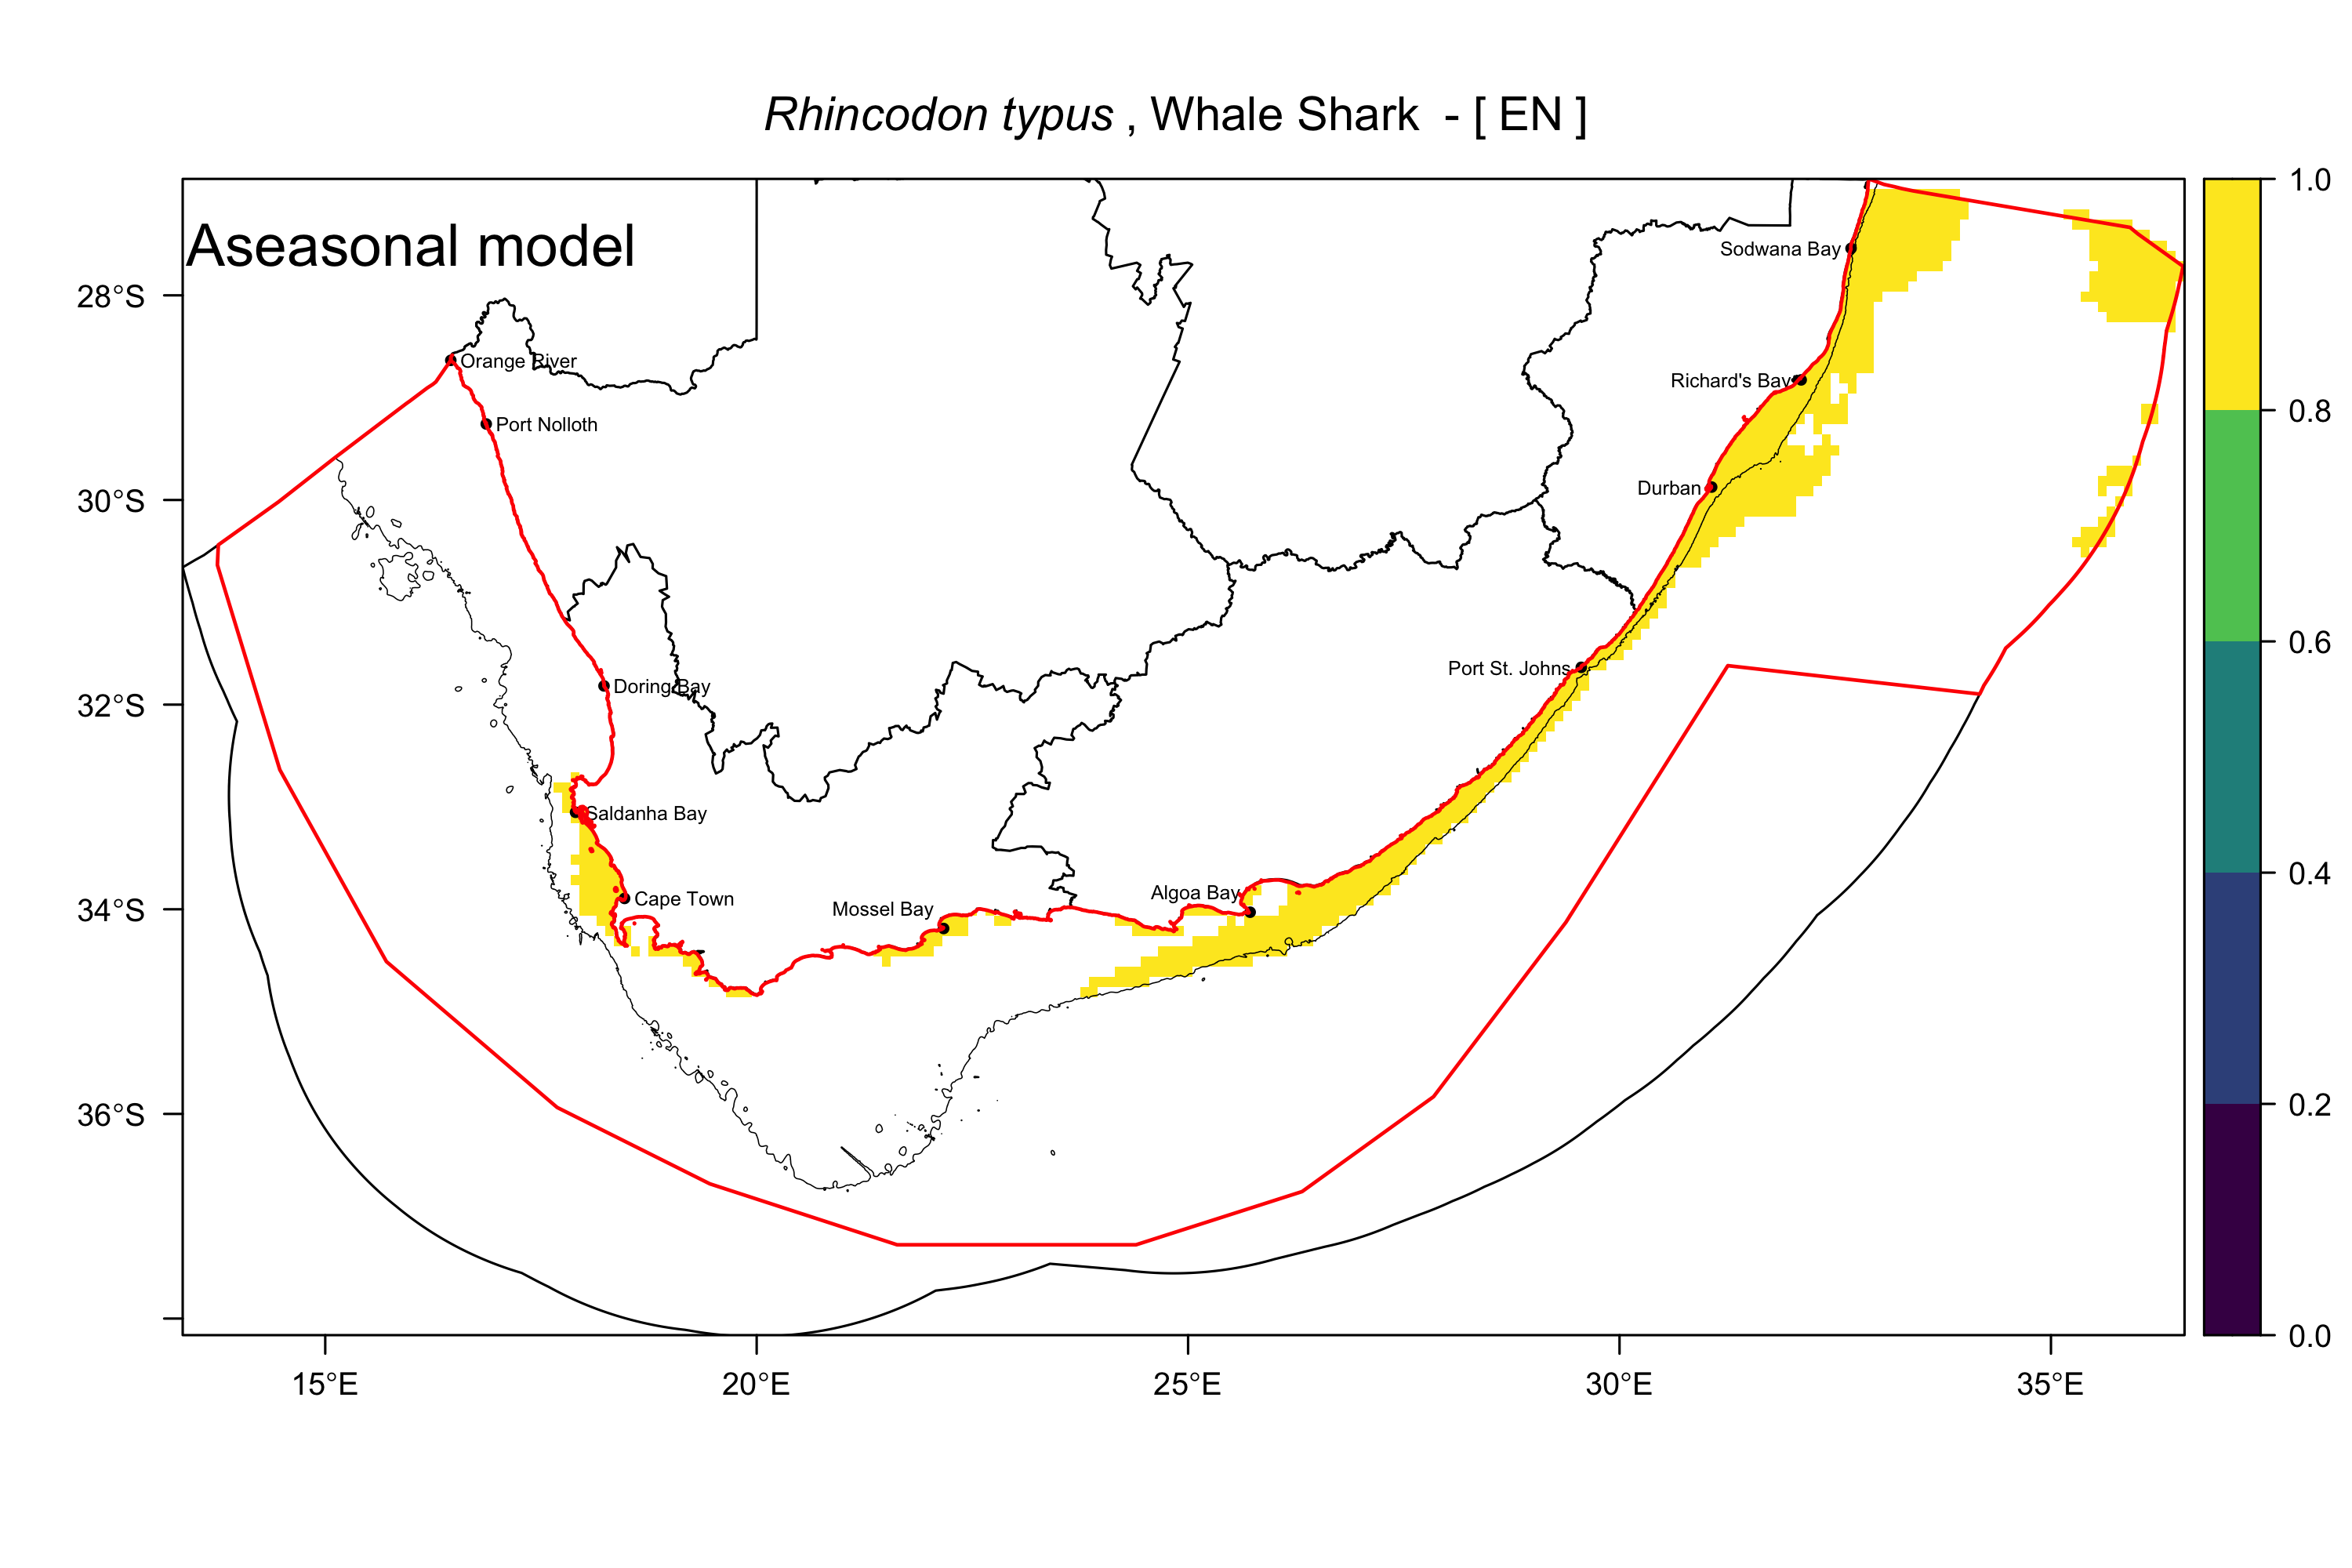 Rhincodon typus , Whale Shark - [ EN ]
Aseasonal model
1.0
0.8
0.6
0.4
0.2
0.0
28°S
30°S
32°S
34°S
36°S
15°E
20°E
25°E
30°E
35°E
Sodwana Bay
Orange River
Richard's Bay
Port Nolloth
Durban
Port St. Johns
Doring Bay
Saldanha Bay
Algoa Bay
Cape Town
Mossel Bay